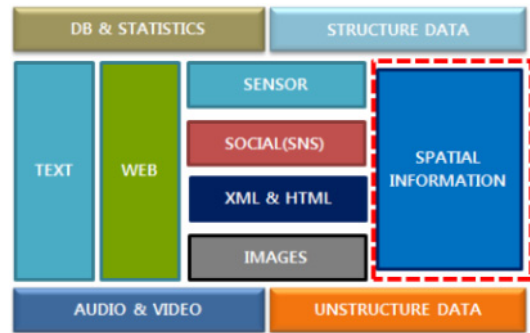 DB & STATISTICS
STRUCTURE DATA
TEXT
WEB
SENSOR
SOCIAL(SNS)
XML & HTML
IMAGES
SPATIAL
INFORMATION
AUDIO & VIDEO
UNSTRUCTURE DATA